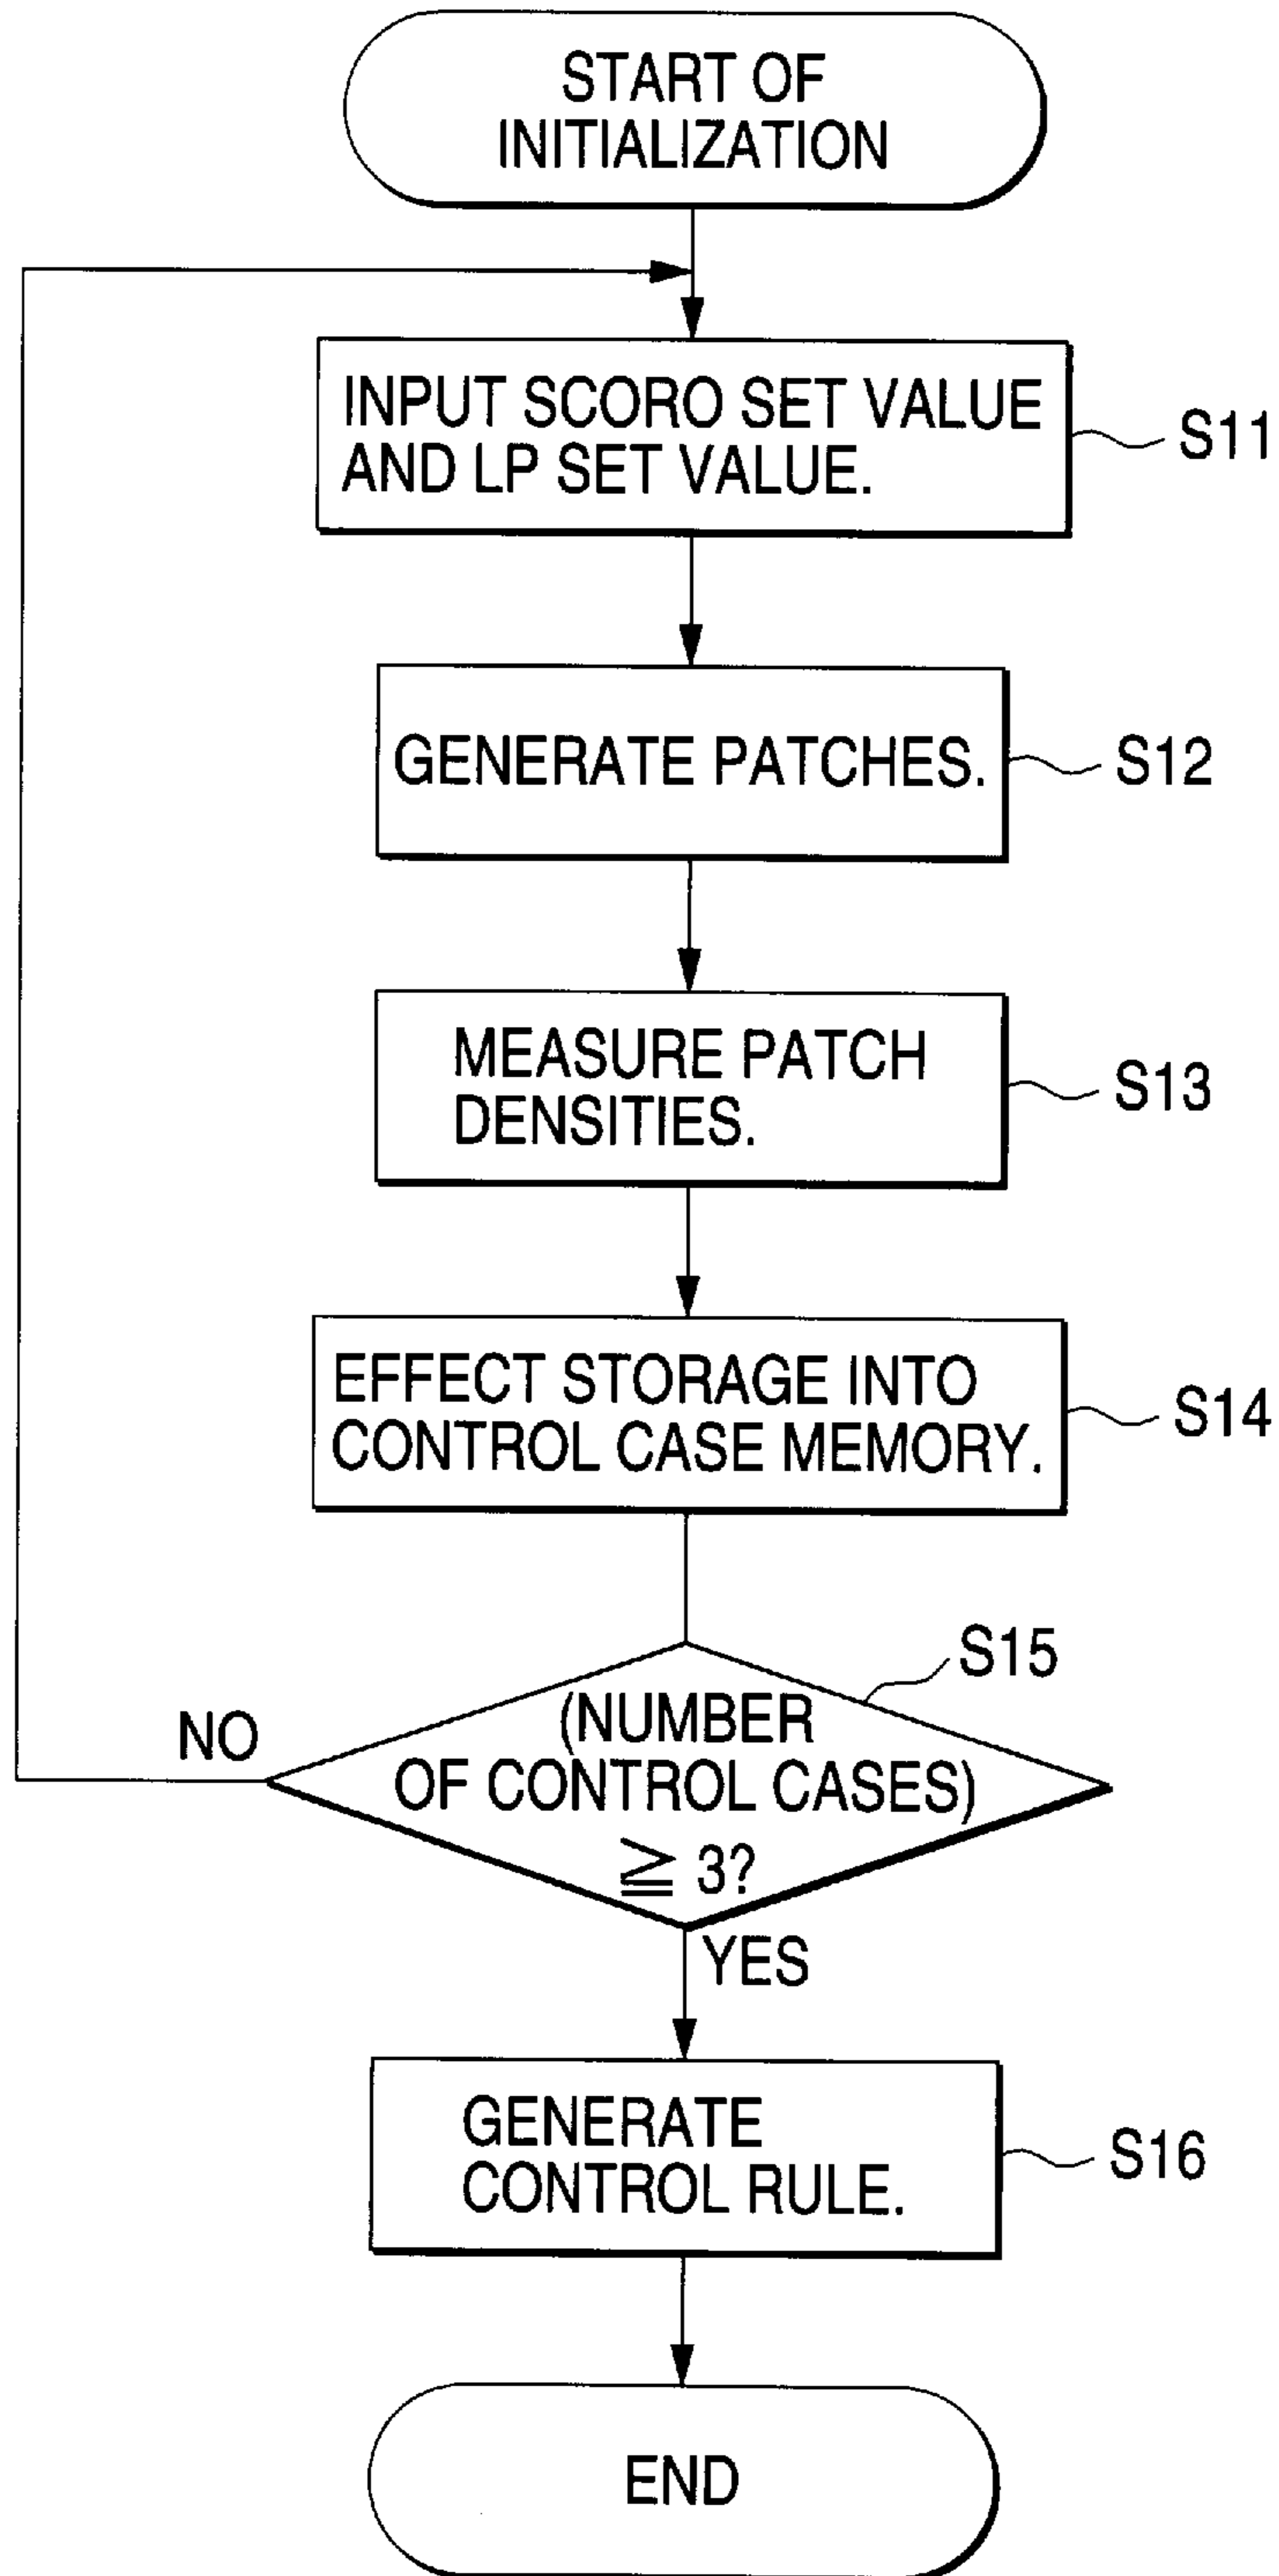 START OF
INITIALIZATION
INPUT SCORO SET VALUE
AND LP SET VALUE.
S11
GENERATE PATCHES.
S12
MEASURE PATCH
DENSITIES.
S13
EFFECT STORAGE INTO
CONTROL CASE MEMORY.
S14
S15
(NUMBER
OF CONTROL CASES)
≧ 3?
NO
YES
GENERATE
CONTROL RULE.
S16
END